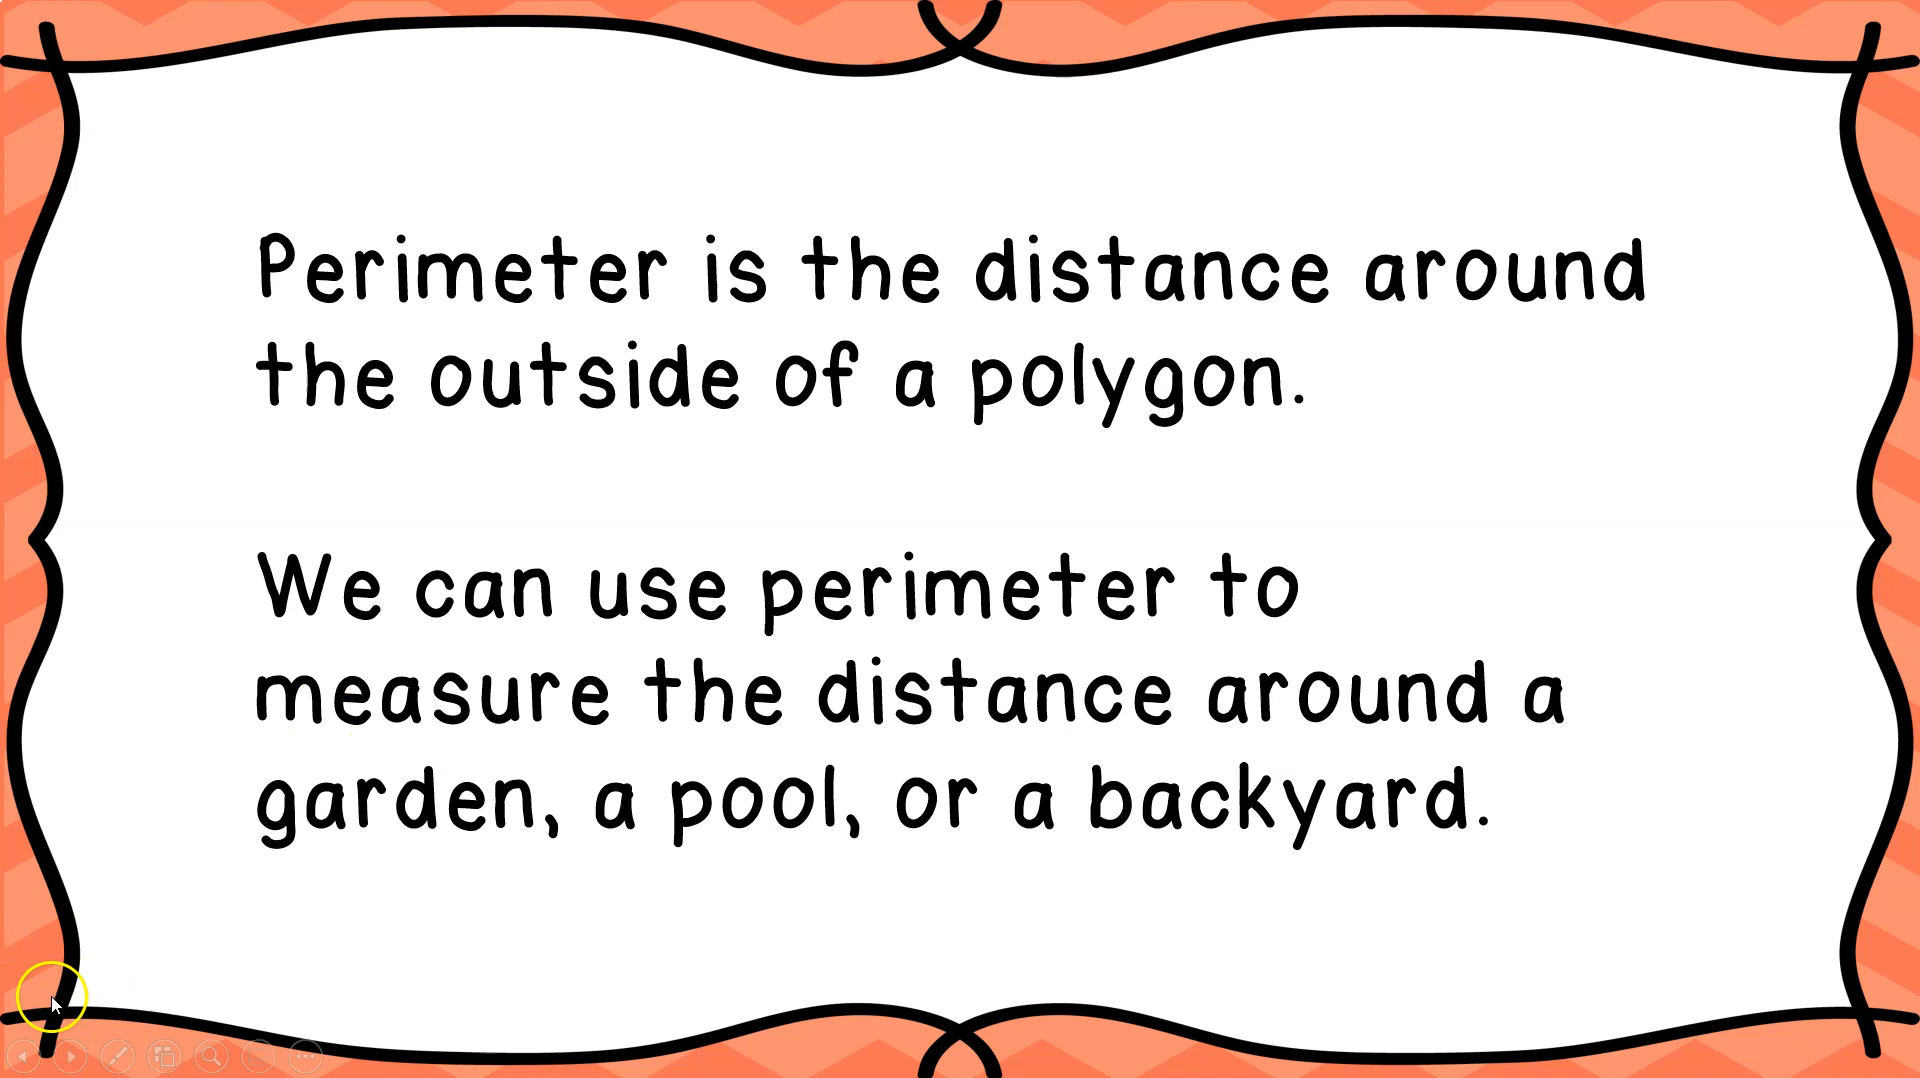 Perimeter is the distance around
the outside of a polygon.
We can use perimeter to
measure the distance around a
garden, a pool, or a backyard.